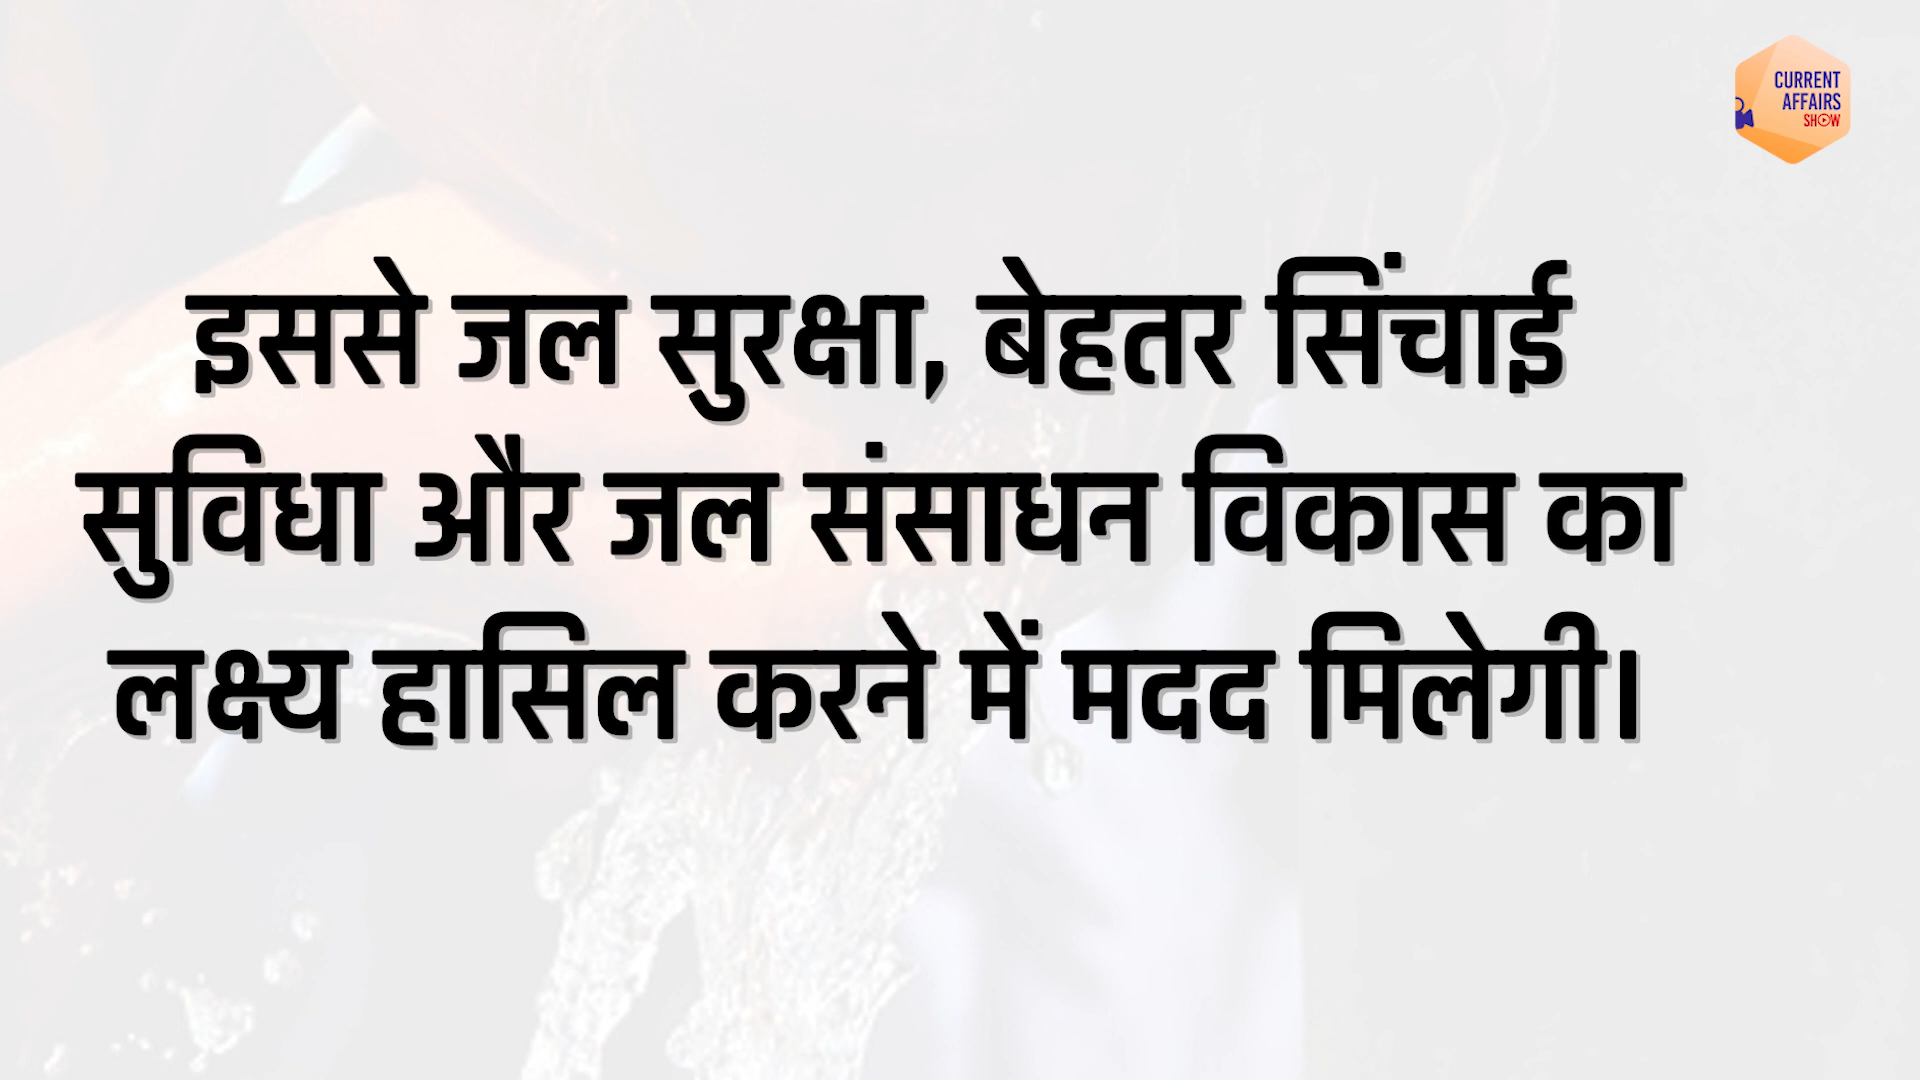 CURRENT
AFFAIRS
SHOW
इससे जल सुरक्षा, बेहतर सिंचाई
सुविधा और जल संसाधन विकास का
लक्ष्य हासिल करने में मदद मिलेगी।